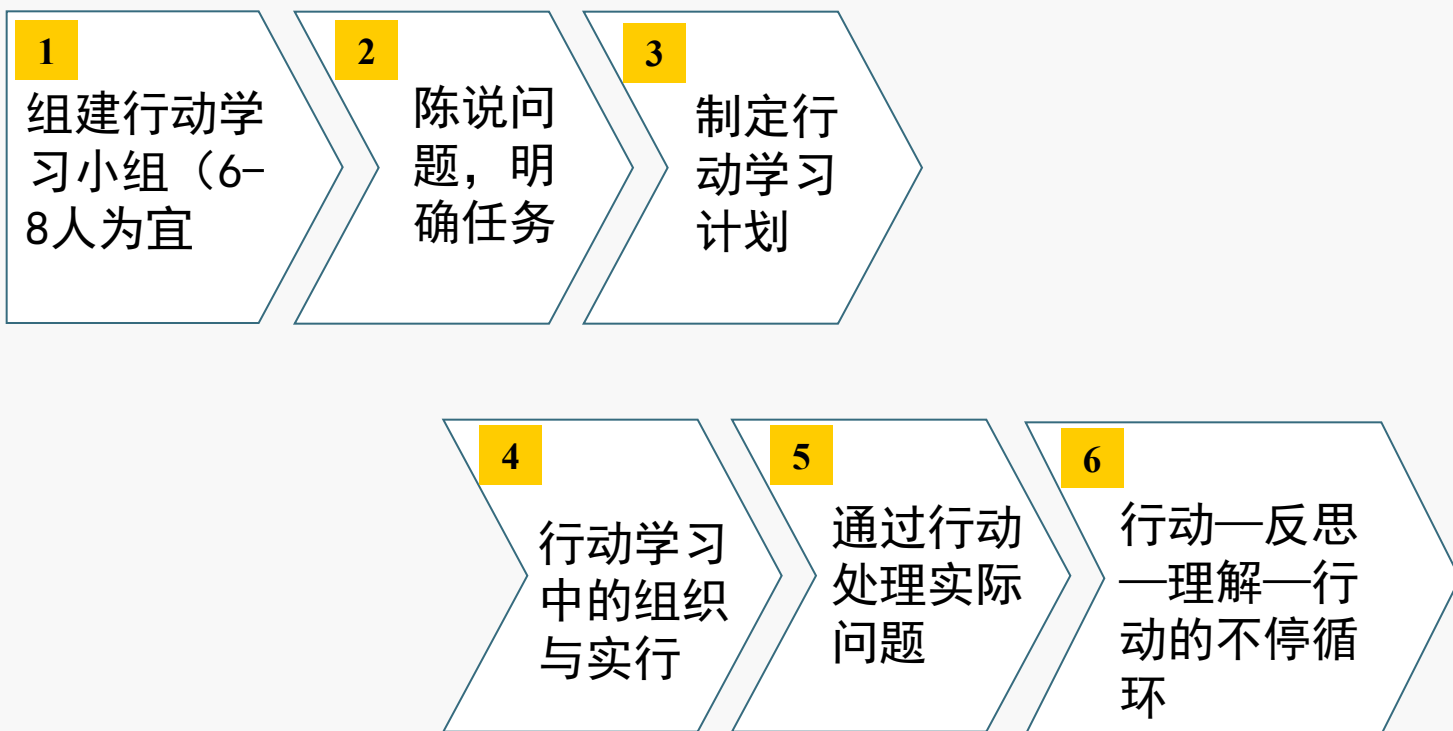 1
组建行动学
习小组（6-
8人为宜
2
陈说问
题，明
确任务
3
制定行
动学习
计划
4
行动学习
中的组织
与实行
5
通过行动
处理实际
问题
6
行动—反思
—理解—行
动的不停循
环